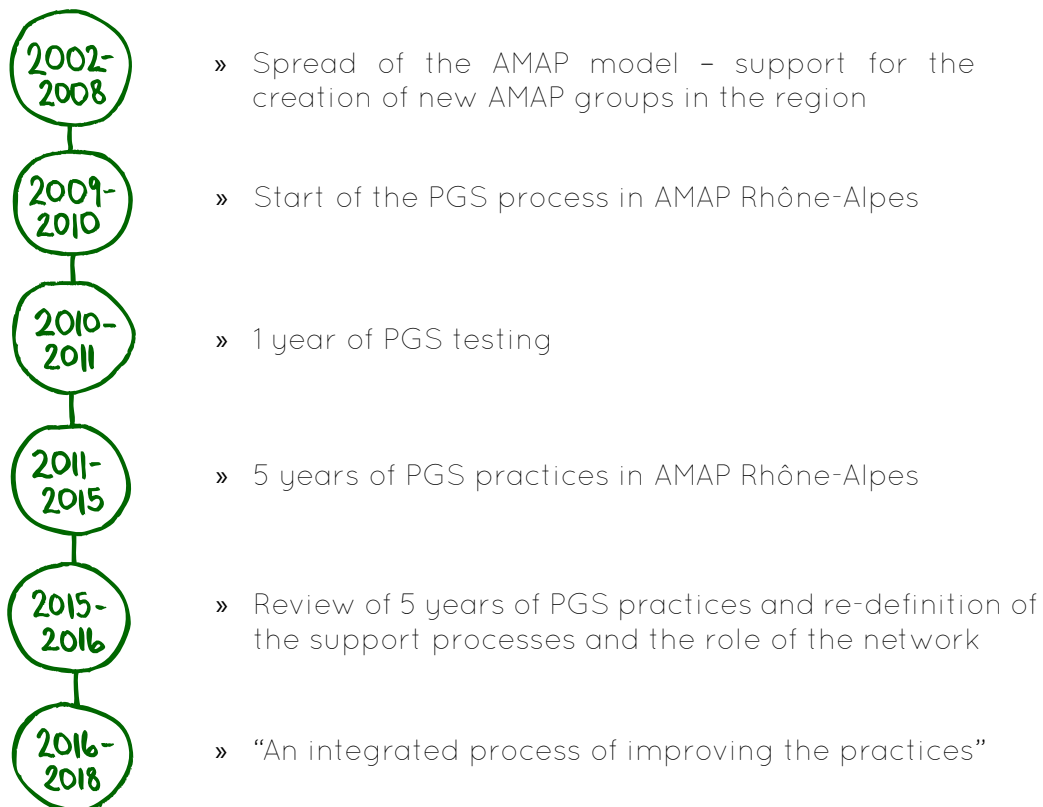 2002-
2008
» Spread of the AMAP model – support for the
creation of new AMAP groups in the region
2009-
2010
» Start of the PGS process in AMAP Rhône-Alpes
2010-
2011
» 1 year of PGS testing
2011-
2015
» 5 years of PGS practices in AMAP Rhône-Alpes
2015-
2016
» Review of 5 years of PGS practices and re-definition of
the support processes and the role of the network
2016-
2018
» “An integrated process of improving the practices”